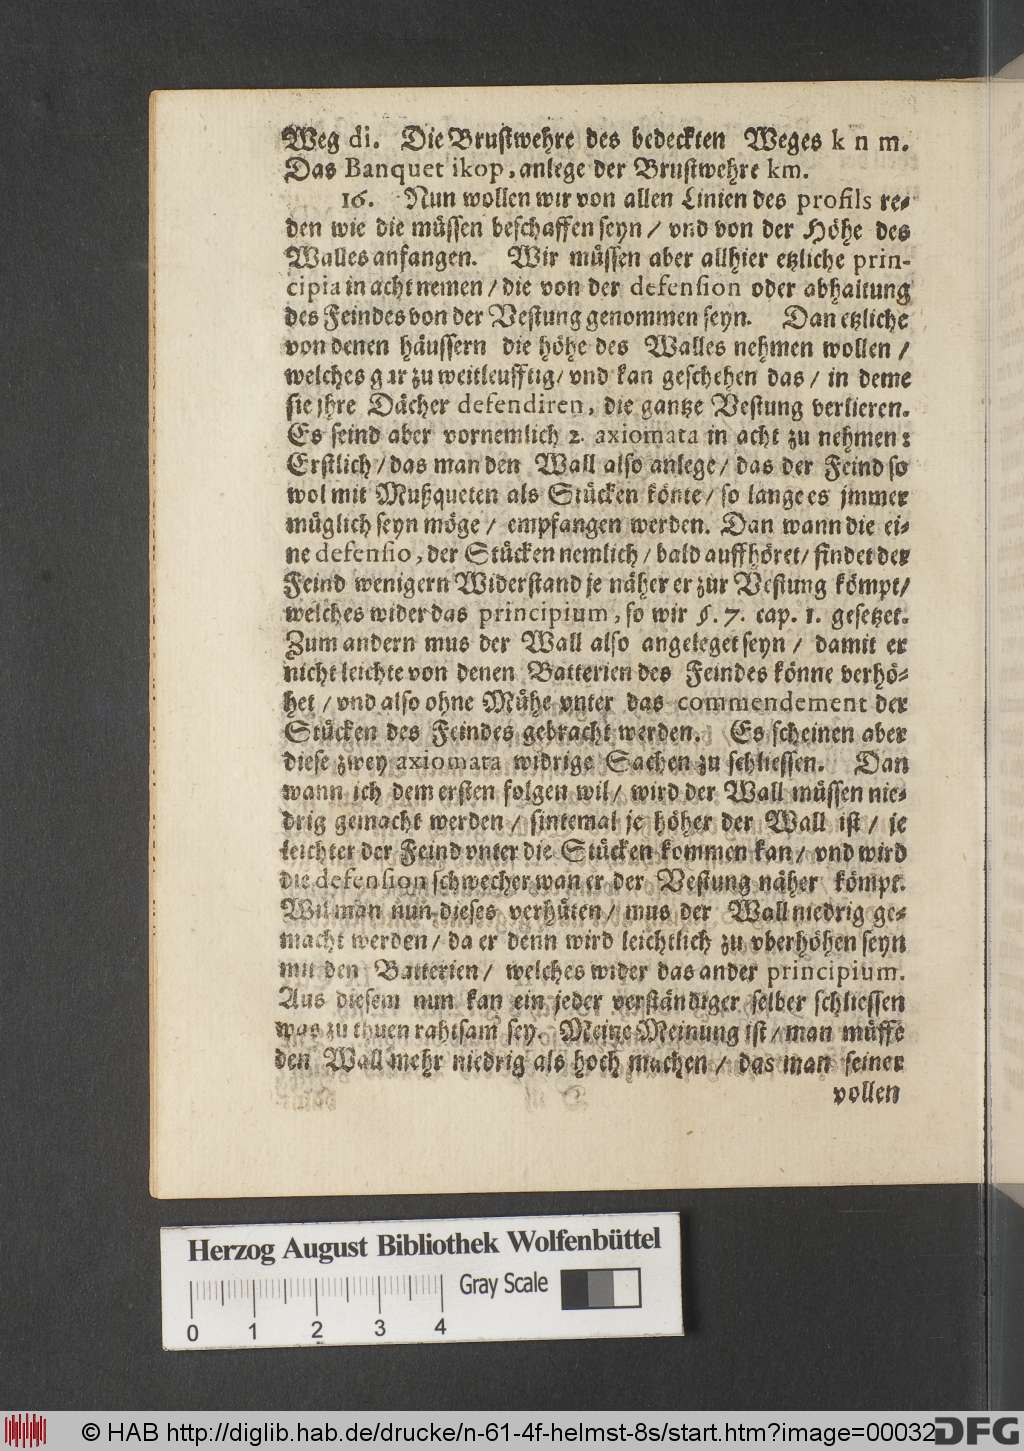 Weg di. Die Brustwehre des bedeckten Weges k n m.
Das Banquet ikop, anlege der Brustwehre km.
16. Nun wollen wir von allen Linien des profils re-
den wie die müssen beschaffen seyn / vnd von der Höhe des
Walles anfangen. Wir müssen aber allhier etzliche prin-
cipia in acht nemen / die von der defension oder abhaltung
des Feindes von der Vestung genommen seyn. Dan etzliche
von denen häussern die höhe des Walles nehmen wollen /
welches gar zu weitleufftig / vnd kan geschehen das / in deme
sie jhre Dächer defendiren, die gantze Vestung verlieren.
Es seind aber vornemlich 2. axiomata in acht zu nehmen:
Erstlich / das man den Wall also anlege / das der Feind so
wol mit Mußqueten als Stücken könte / so lange es jmmer
müglich seyn möge / empfangen werden. Dan wann die ei-
ne defensio, der Stücken nemlich / bald auffhöret / findet der
Feind wenigern Widerstand je näher er zur Vestung kömpt /
welches wider das principium, so wir §. 7. cap. 1. gesetzet.
Zum andern mus der Wall also angeleget seyn / damit er
nicht leichte von denen Batterien des Feindes könne verhö-
het / vnd also ohne Mühe vnter das commendement der
Stücken des Feindes gebracht werden. Es scheinen aber
diese zwey axiomata widrige Sachen zu schliessen. Dan
wann ich dem ersten folgen wil / wird der Wall müssen nie-
drig gemacht werden / sintemal je höher der Wall ist / je
leichter der Feind vnter die Stücken kommen kan / vnd wird
die defension schwecher wan er der Vestung näher kömpt.
Wil man nun dieses verhüten / mus der Wall niedrig ge-
macht werden / da er denn wird leichtlich zu vberhöhen seyn
mit den Batterien / welches wider das ander principium.
Aus diesem nun kan ein jeder verständiger selber schliessen
was zu thuen rahtsam sey. Meine Meinung ist / man müsse
den Wall mehr niedrig als hoch machen / das man seiner
vollen
Herzog August Bibliothek Wolfenbüttel
Gray Scale
0 1 2 3 4
© HAB http://diglib.hab.de/drucke/n-61-4f-helmst-8s/start.htm?image=00032
DFG